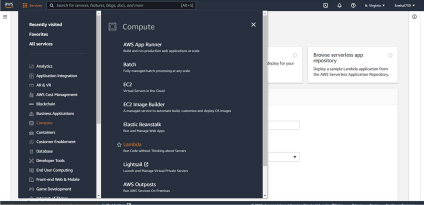 aws
Services
Search for services, features, blogs, docs, and more
[Alt+S]
N. Virginia
Recently visited
Favorites
All services
Analytics
Application Integration
AR & VR
AWS Cost Management
Blockchain
Business Applications
Compute
Containers
Customer Enablement
Database
Developer Tools
End User Computing
Front-end Web & Mobile
Game Development
Compute
AWS App Runner
Build and run production web applications at scale
Batch
Fully managed batch processing at any scale
EC2
Virtual Servers in the Cloud
EC2 Image Builder
A managed service to automate build, customize and deploy OS images
Elastic Beanstalk
Run and Manage Web Apps
Lambda
Run Code without Thinking about Servers
Lightsail
Launch and Manage Virtual Private Servers
AWS Outposts
Run AWS Services On Premises
deploy for your
Browse serverless app
repository
Deploy a sample Lambda application from
the AWS Serverless Application Repository.